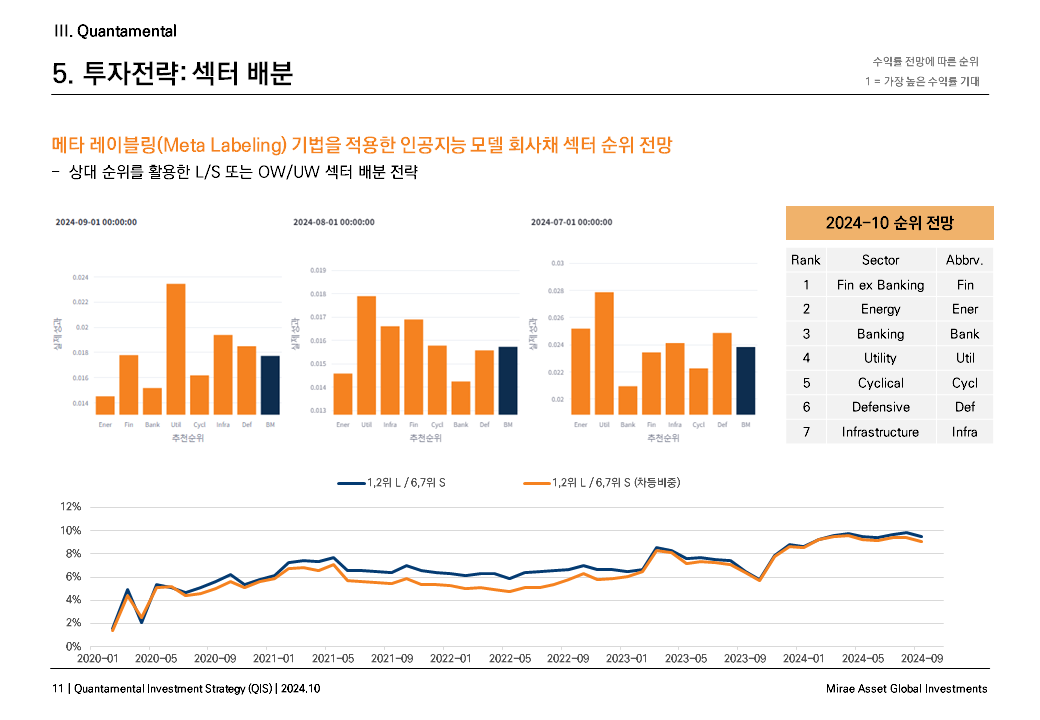 III. Quantamental
5. 투자전략: 섹터 배분
수익률 전망에 따른 순위
1 = 가장 높은 수익률 기대
메타 레이블링(Meta Labeling) 기법을 적용한 인공지능 모델 회사채 섹터 순위 전망
- 상대 순위를 활용한 L/S 또는 OW/UW 섹터 배분 전략
2024-09-01 00:00:00
실제성과
0.024
0.022
0.02
0.018
0.016
0.014
Ener Fin Bank Util Cycl Infra Def BM
추천순위
2024-08-01 00:00:00
실제성과
0.019
0.018
0.017
0.016
0.015
0.014
0.013
Ener Util Infra Fin Cycl Bank Def BM
추천순위
2024-07-01 00:00:00
실제성과
0.03
0.028
0.026
0.024
0.022
0.02
Ener Util Bank Fin Infra Cycl Def BM
추천순위
2024-10 순위 전망
Rank Sector Abbrv.
1 Fin ex Banking Fin
2 Energy Ener
3 Banking Bank
4 Utility Util
5 Cyclical Cycl
6 Defensive Def
7 Infrastructure Infra
1,2위 L / 6,7위 S
1,2위 L / 6,7위 S (차등비중)
12%
10%
8%
6%
4%
2%
0%
2020-01 2020-05 2020-09 2021-01 2021-05 2021-09 2022-01 2022-05 2022-09 2023-01 2023-05 2023-09 2024-01 2024-05 2024-09
11 | Quantamental Investment Strategy (QIS) | 2024.10
Mirae Asset Global Investments